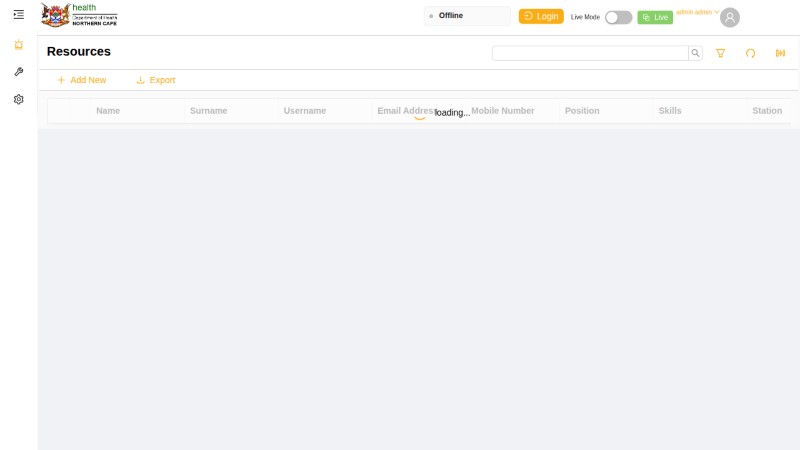 health
Department of Health
NORTHERN CAPE
Offline
Login
Live Mode
Live
admin admin
Resources
Add New
Export
Name
Surname
Username
Email Address
loading...
Mobile Number
Position
Skills
Station